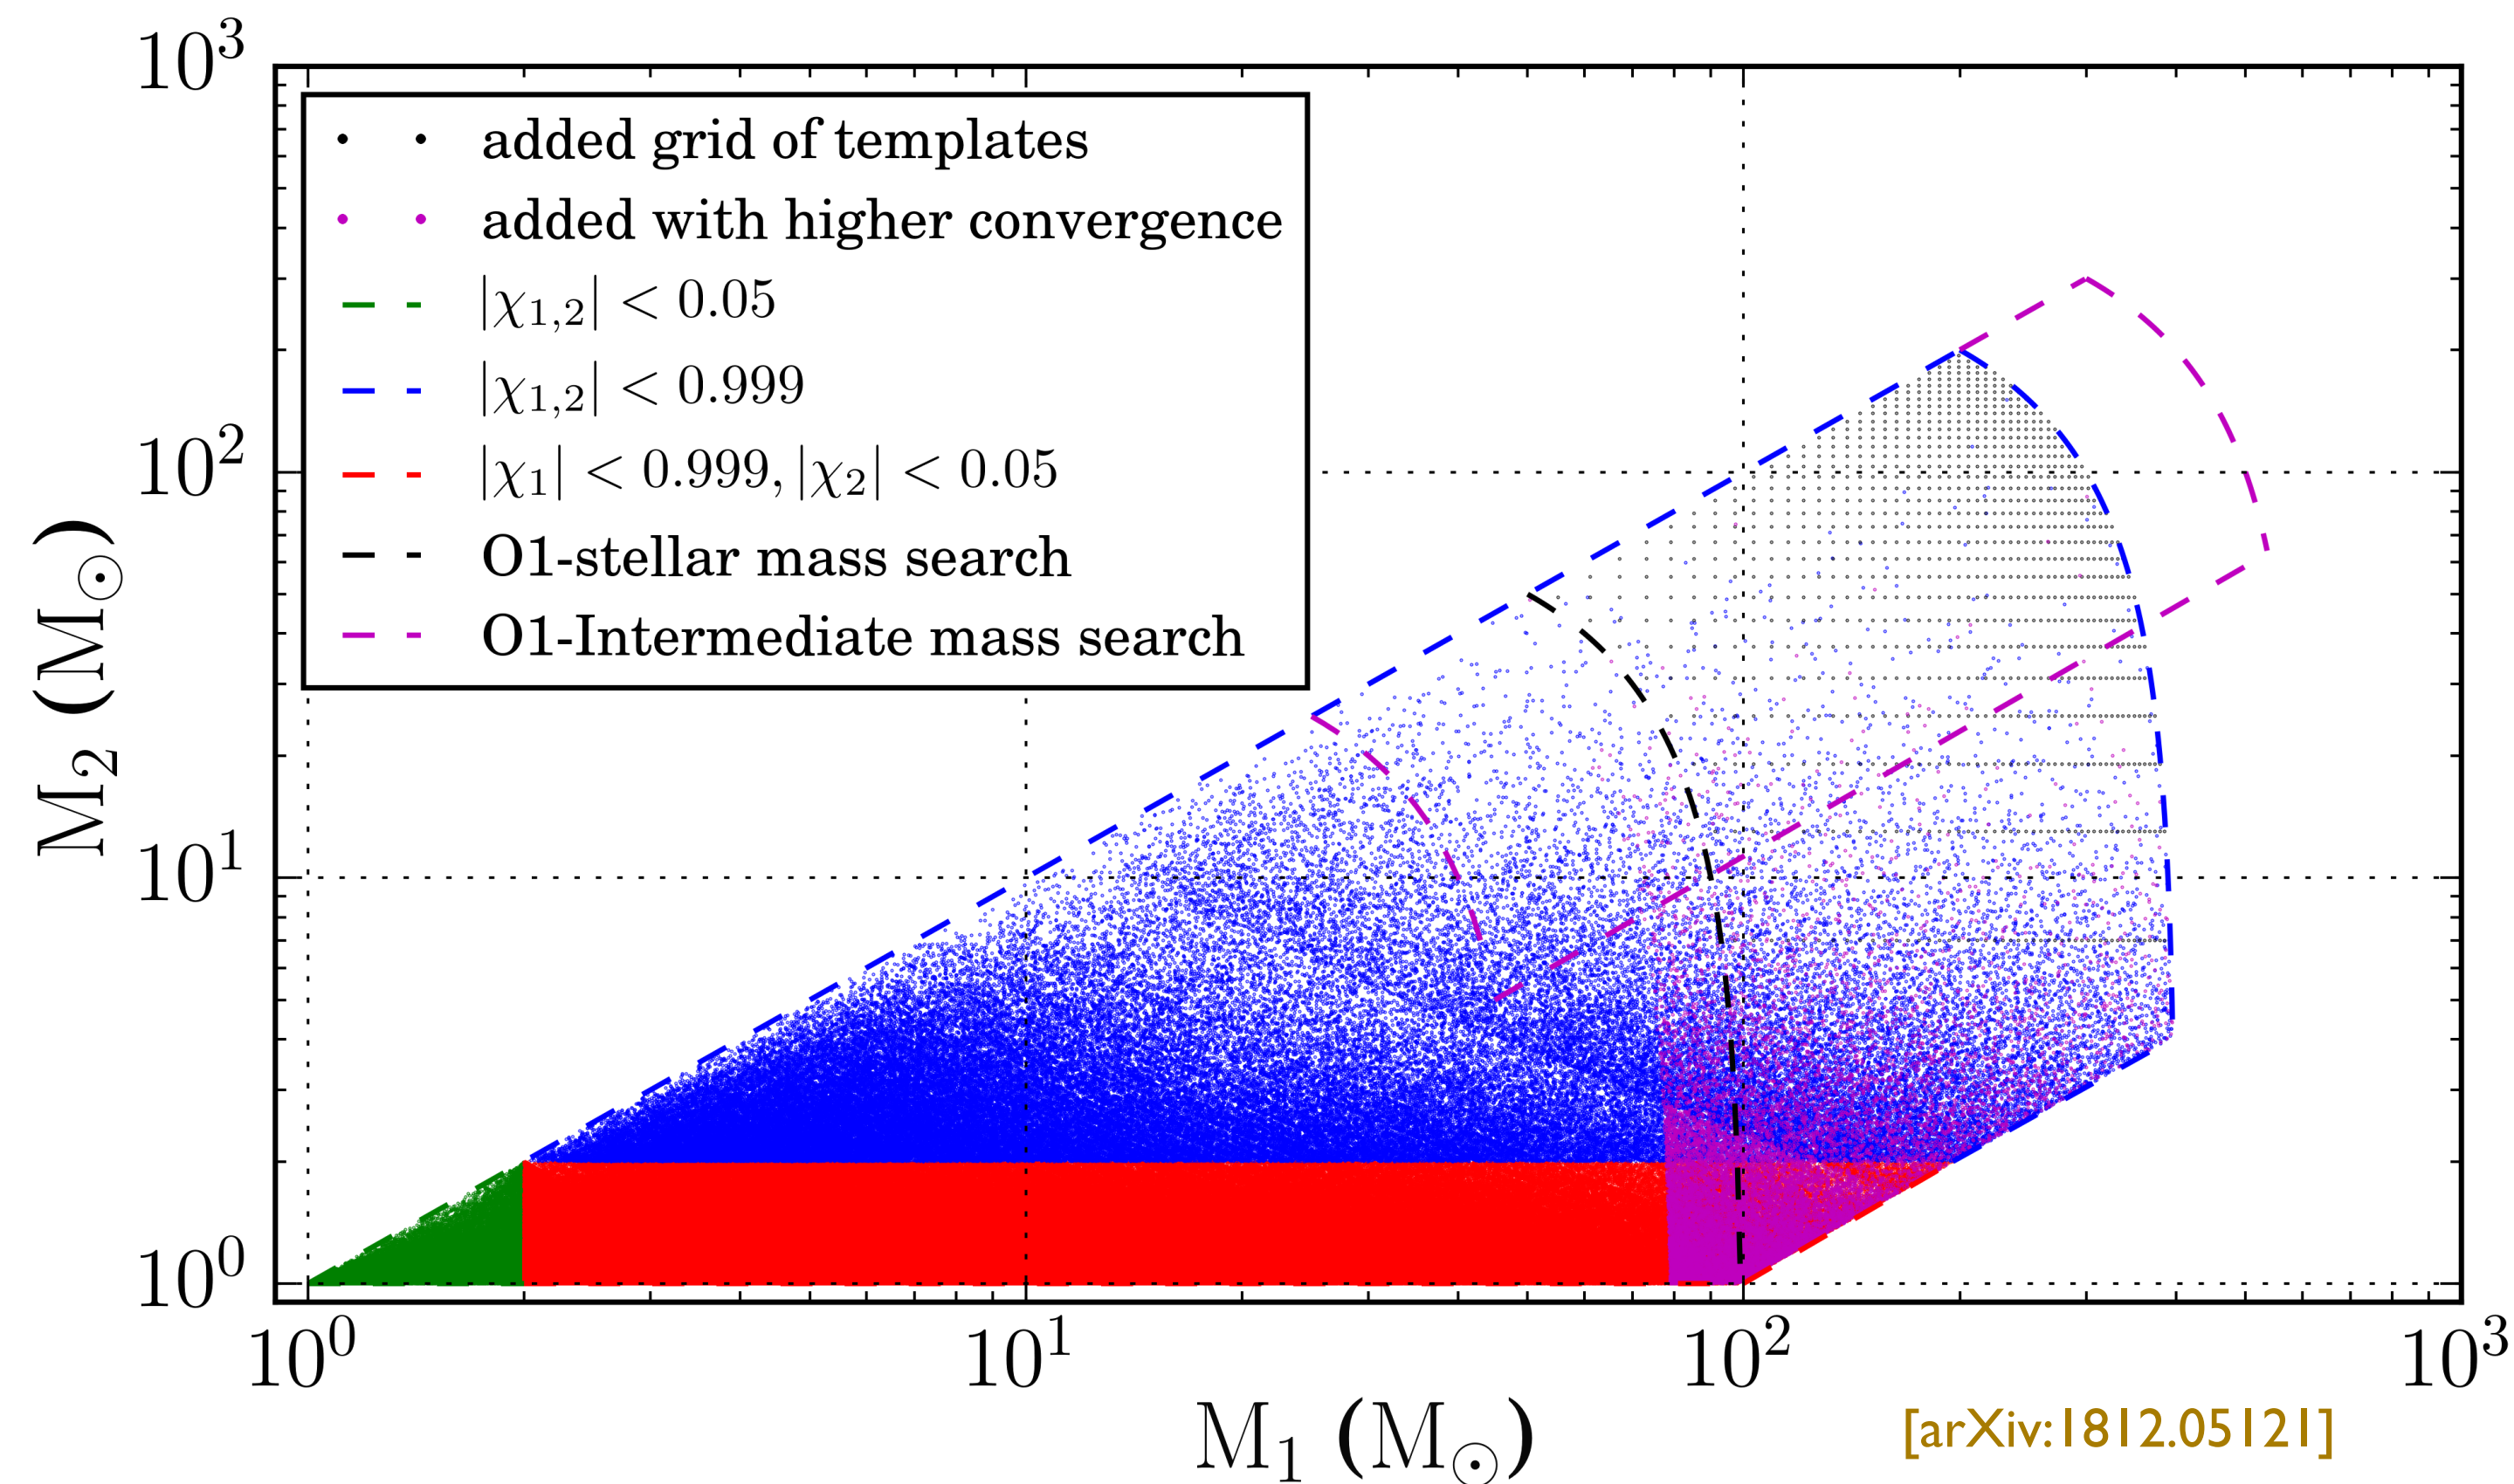 10³
added grid of templates
added with higher convergence
|χ₁,₂| < 0.05
|χ₁,₂| < 0.999
|χ₁| < 0.999, |χ₂| < 0.05
O1-stellar mass search
O1-Intermediate mass search
10²
10¹
10⁰
M₂ (M☉)
10⁰ 10¹ 10² 10³
M₁ (M☉)
[arXiv:1812.05121]